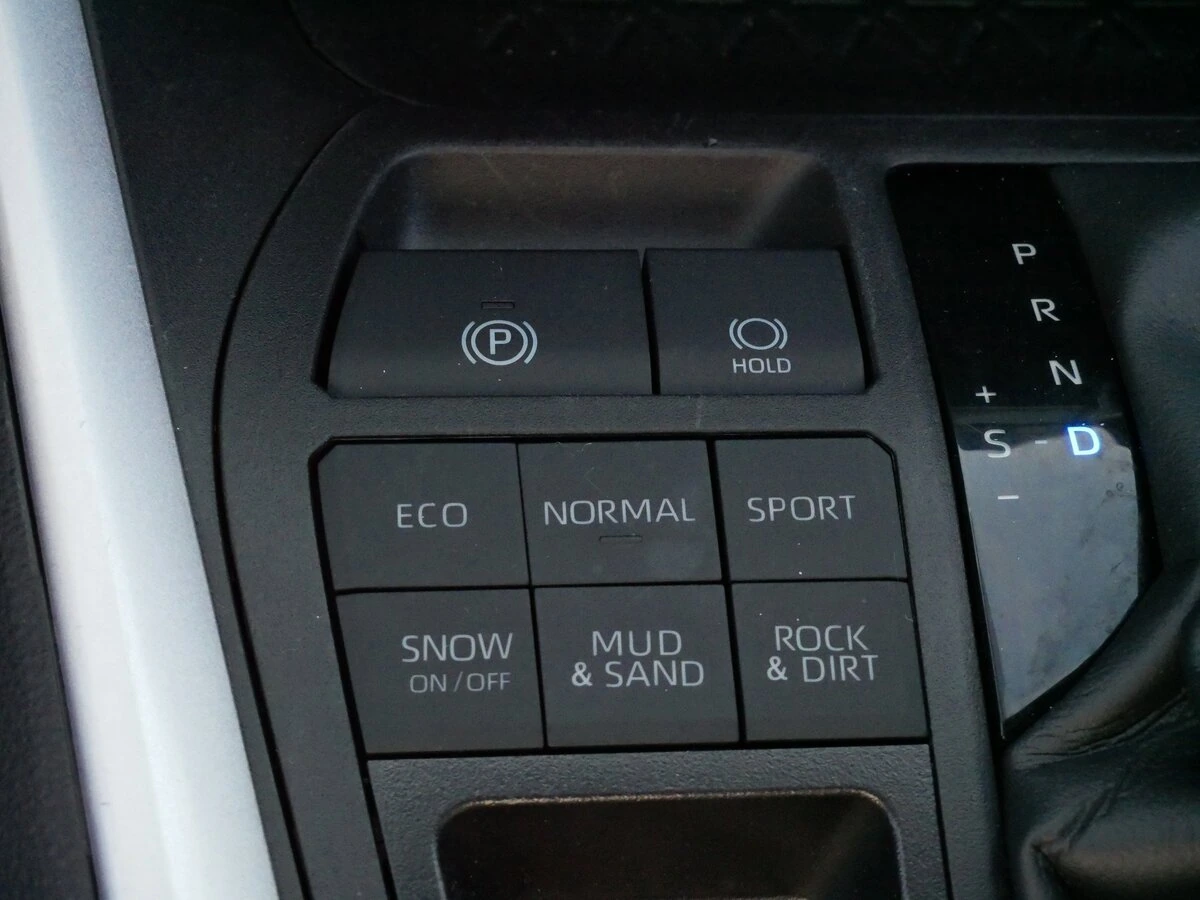 P
HOLD
ECO
NORMAL
SPORT
SNOW
ON/OFF
MUD
& SAND
ROCK
& DIRT
P
R
N
+
S - D
−